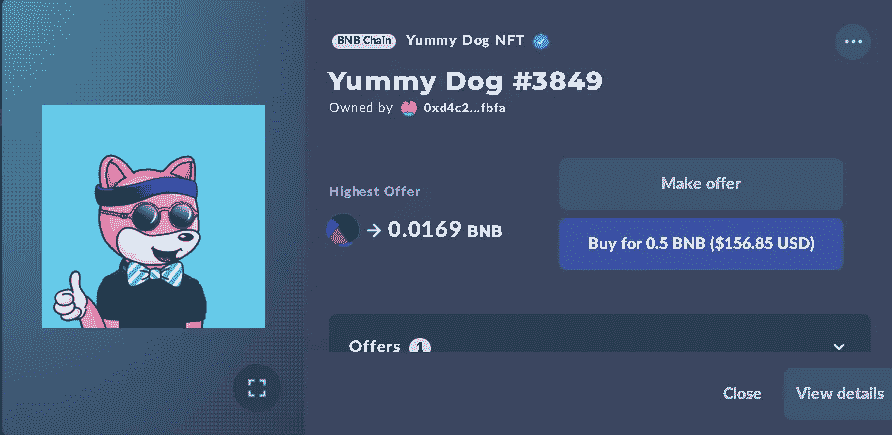 BNB Chain Yummy Dog NFT
Yummy Dog #3849
Owned by 0xd4c2...fbfa
Highest Offer
→ 0.0169 BNB
Make offer
Buy for 0.5 BNB ($156.85 USD)
Offers 1
Close
View details